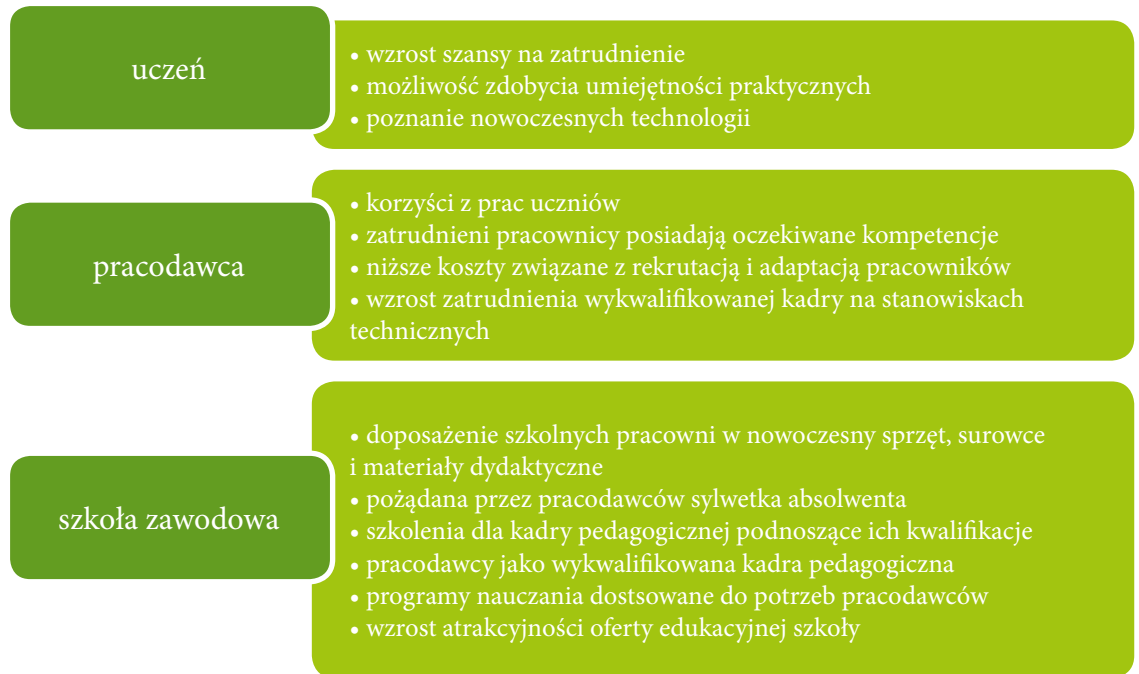 uczeń
• wzrost szansy na zatrudnienie
• możliwość zdobycia umiejętności praktycznych
• poznanie nowoczesnych technologii
pracodawca
• korzyści z prac uczniów
• zatrudnieni pracownicy posiadają oczekiwane kompetencje
• niższe koszty związane z rekrutacją i adaptacją pracowników
• wzrost zatrudnienia wykwalifikowanej kadry na stanowiskach
technicznych
szkoła zawodowa
• doposażenie szkolnych pracowni w nowoczesny sprzęt, surowce
i materiały dydaktyczne
• pożądana przez pracodawców sylwetka absolwenta
• szkolenia dla kadry pedagogicznej podnoszące ich kwalifikacje
• pracodawcy jako wykwalifikowana kadra pedagogiczna
• programy nauczania dostsowane do potrzeb pracodawców
• wzrost atrakcyjności oferty edukacyjnej szkoły